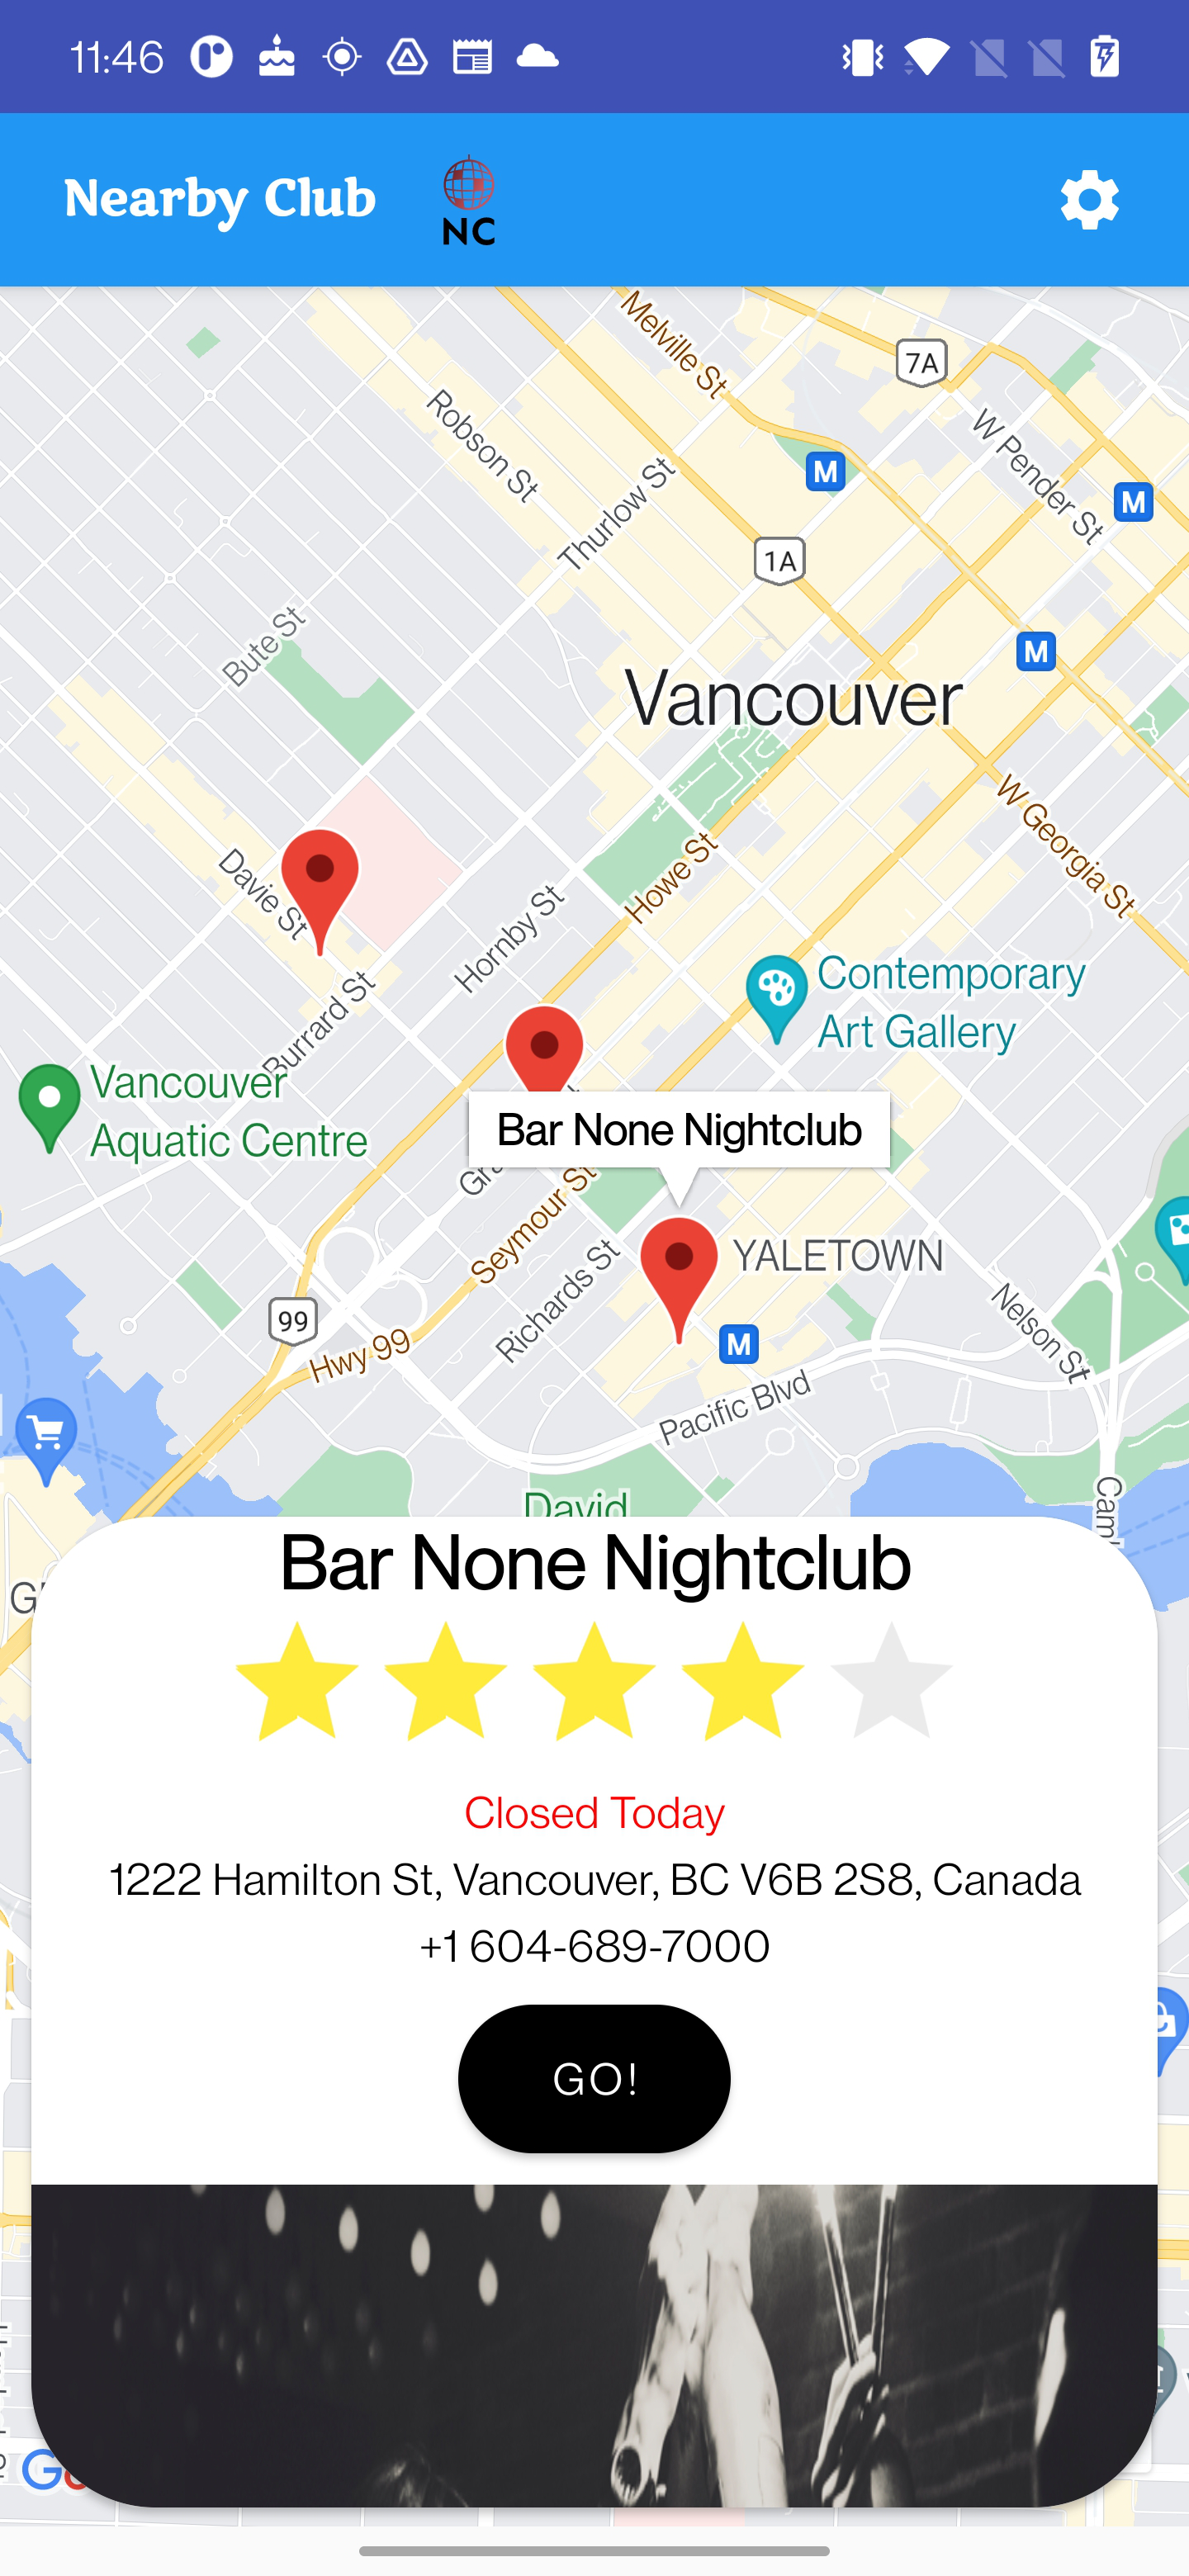 11:46
Nearby Club
NC
Melville St
7A
Robson St
W Pender St
M
Thurlow St
M
1A
Bute St
M
Vancouver
W Georgia St
Howe St
Davie St
Hornby St
Contemporary
Art Gallery
Burrard St
Vancouver
Aquatic Centre
Bar None Nightclub
Seymour St
YALETOWN
Richards St
Nelson St
99
Hwy 99
M
Pacific Blvd
David
Bar None Nightclub
Closed Today
1222 Hamilton St, Vancouver, BC V6B 2S8, Canada
+1 604-689-7000
GO!